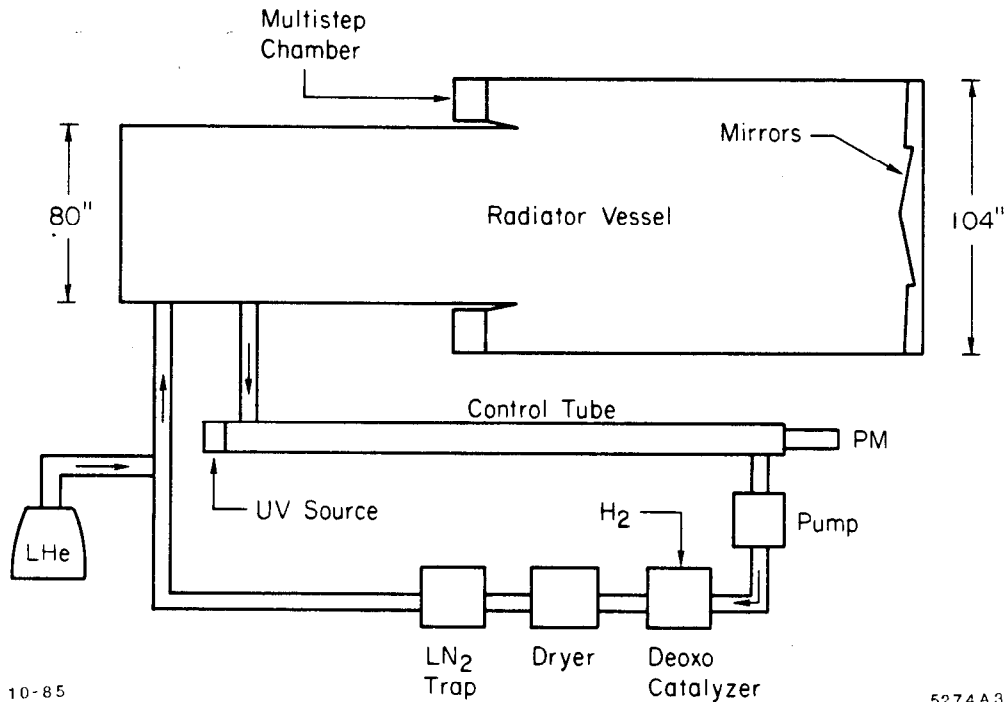 Multistep
Chamber
Mirrors
80"
Radiator Vessel
104"
Control Tube
PM
UV Source
H2
Pump
LHe
LN2
Trap
Dryer
Deoxo
Catalyzer
10-85
5274A3